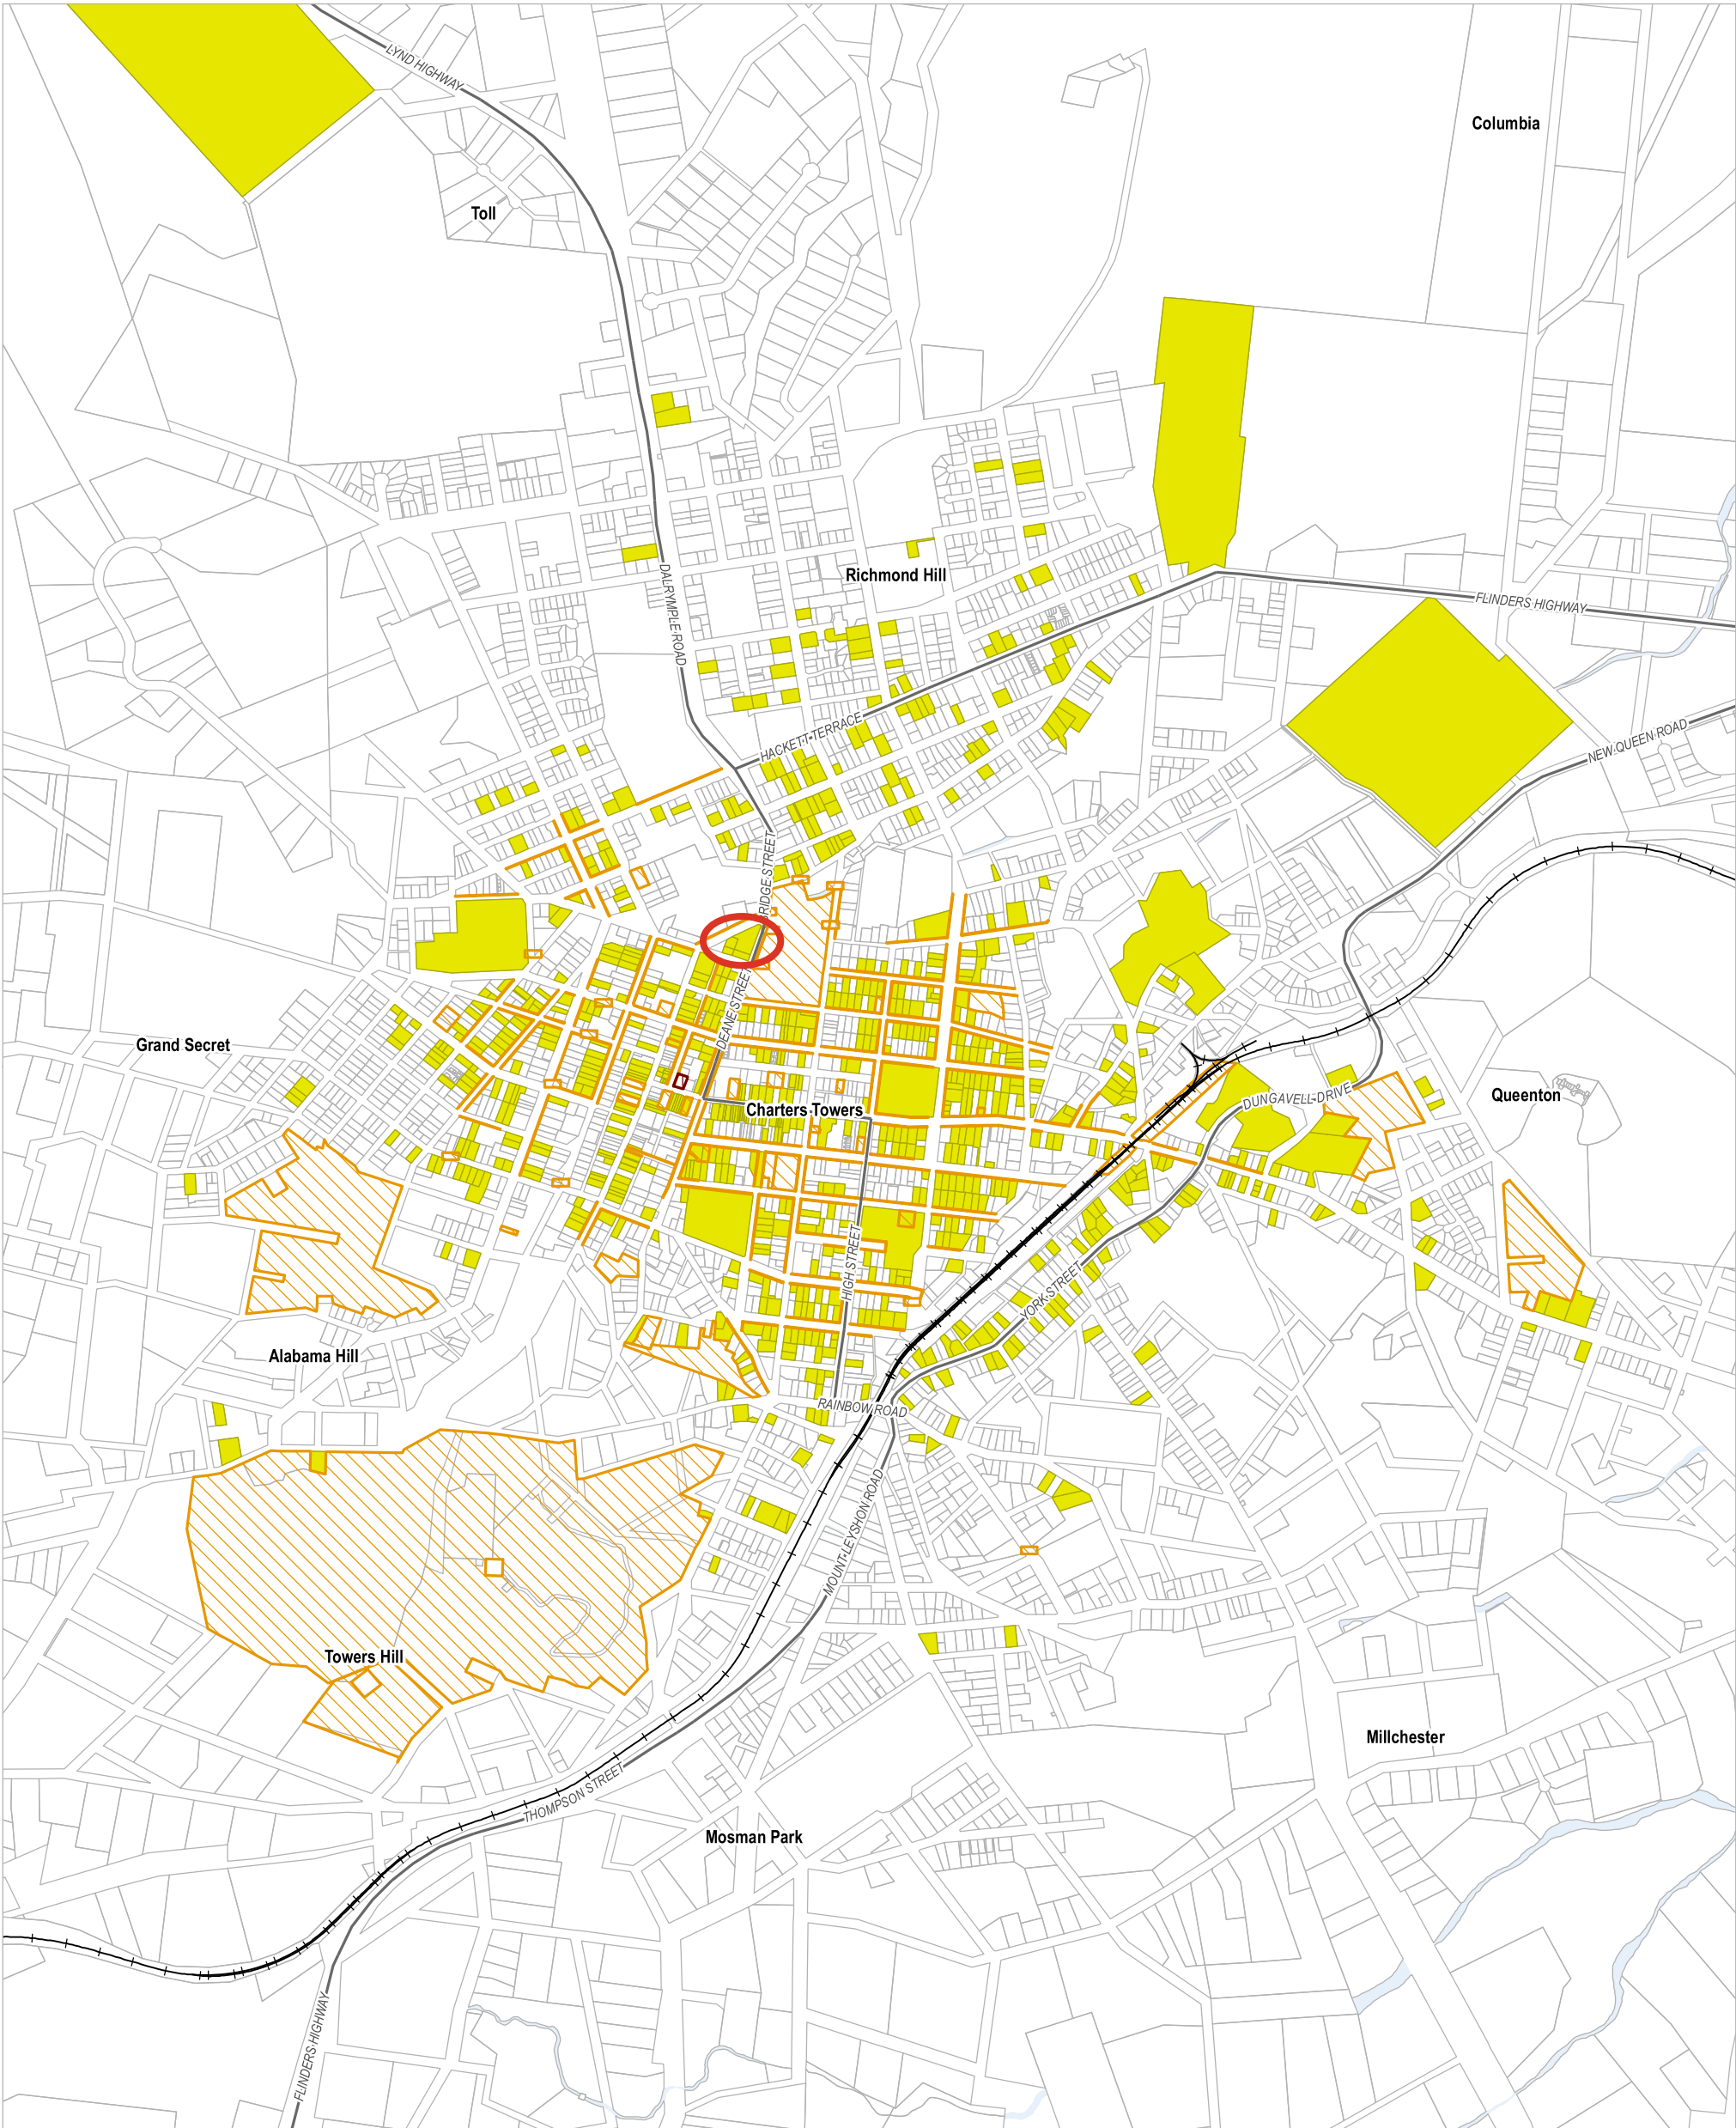 LYND HIGHWAY
Columbia
Toll
Richmond Hill
DALRYMPLE ROAD
FLINDERS HIGHWAY
HACKETT TERRACE
NEW QUEEN ROAD
BRIDGE STREET
DEANE STREET
Grand Secret
Charters Towers
DUNGAVELL DRIVE
Queenton
HIGH STREET
YORK STREET
Alabama Hill
RAINBOW ROAD
MOUNT LEYSHON ROAD
Towers Hill
Millchester
THOMPSON STREET
Mosman Park
FLINDERS HIGHWAY